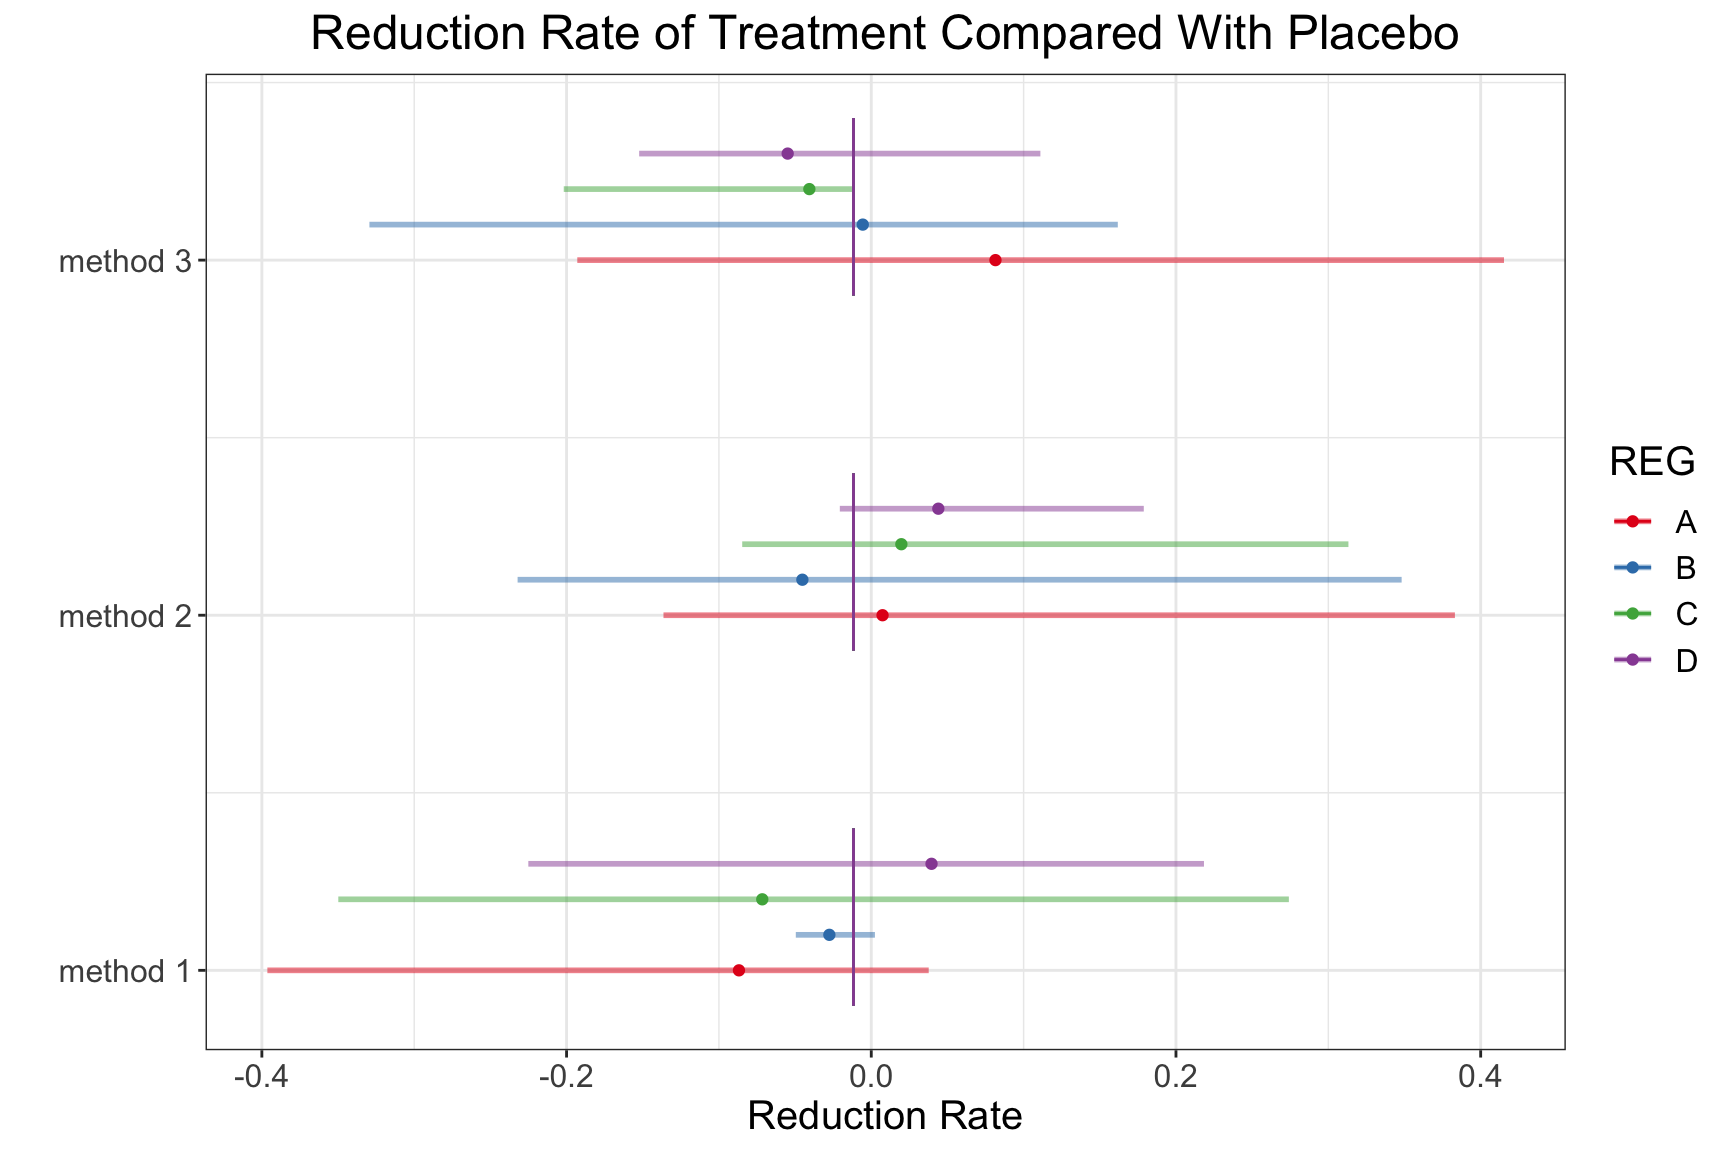 Reduction Rate of Treatment Compared With Placebo
method 3
method 2
method 1
-0.4 -0.2 0.0 0.2 0.4
Reduction Rate
REG
A
B
C
D